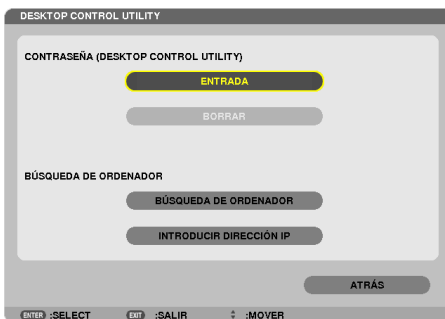 DESKTOP CONTROL UTILITY
CONTRASEÑA (DESKTOP CONTROL UTILITY)
ENTRADA
BORRAR
BÚSQUEDA DE ORDENADOR
BÚSQUEDA DE ORDENADOR
INTRODUCIR DIRECCIÓN IP
ATRÁS
ENTER :SELECT EXIT :SALIR :MOVER